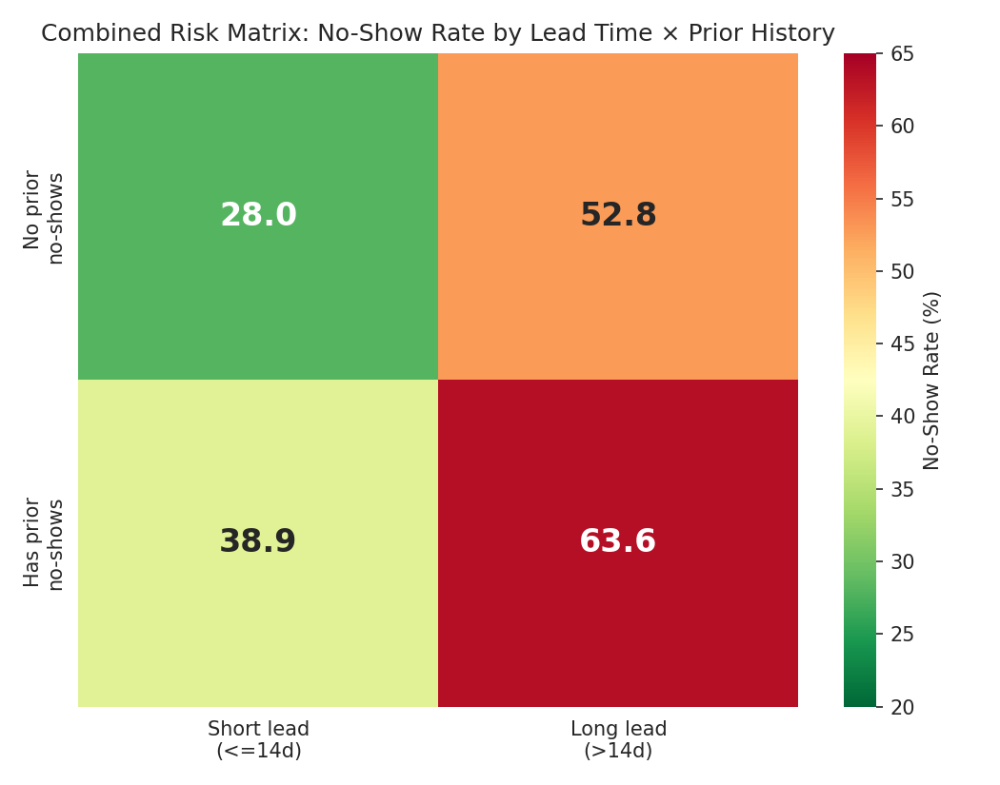 Combined Risk Matrix: No-Show Rate by Lead Time × Prior History
No prior
no-shows
28.0
52.8
Has prior
no-shows
38.9
63.6
Short lead
(<=14d)
Long lead
(>14d)
65
60
55
50
45
40
35
30
25
20
No-Show Rate (%)